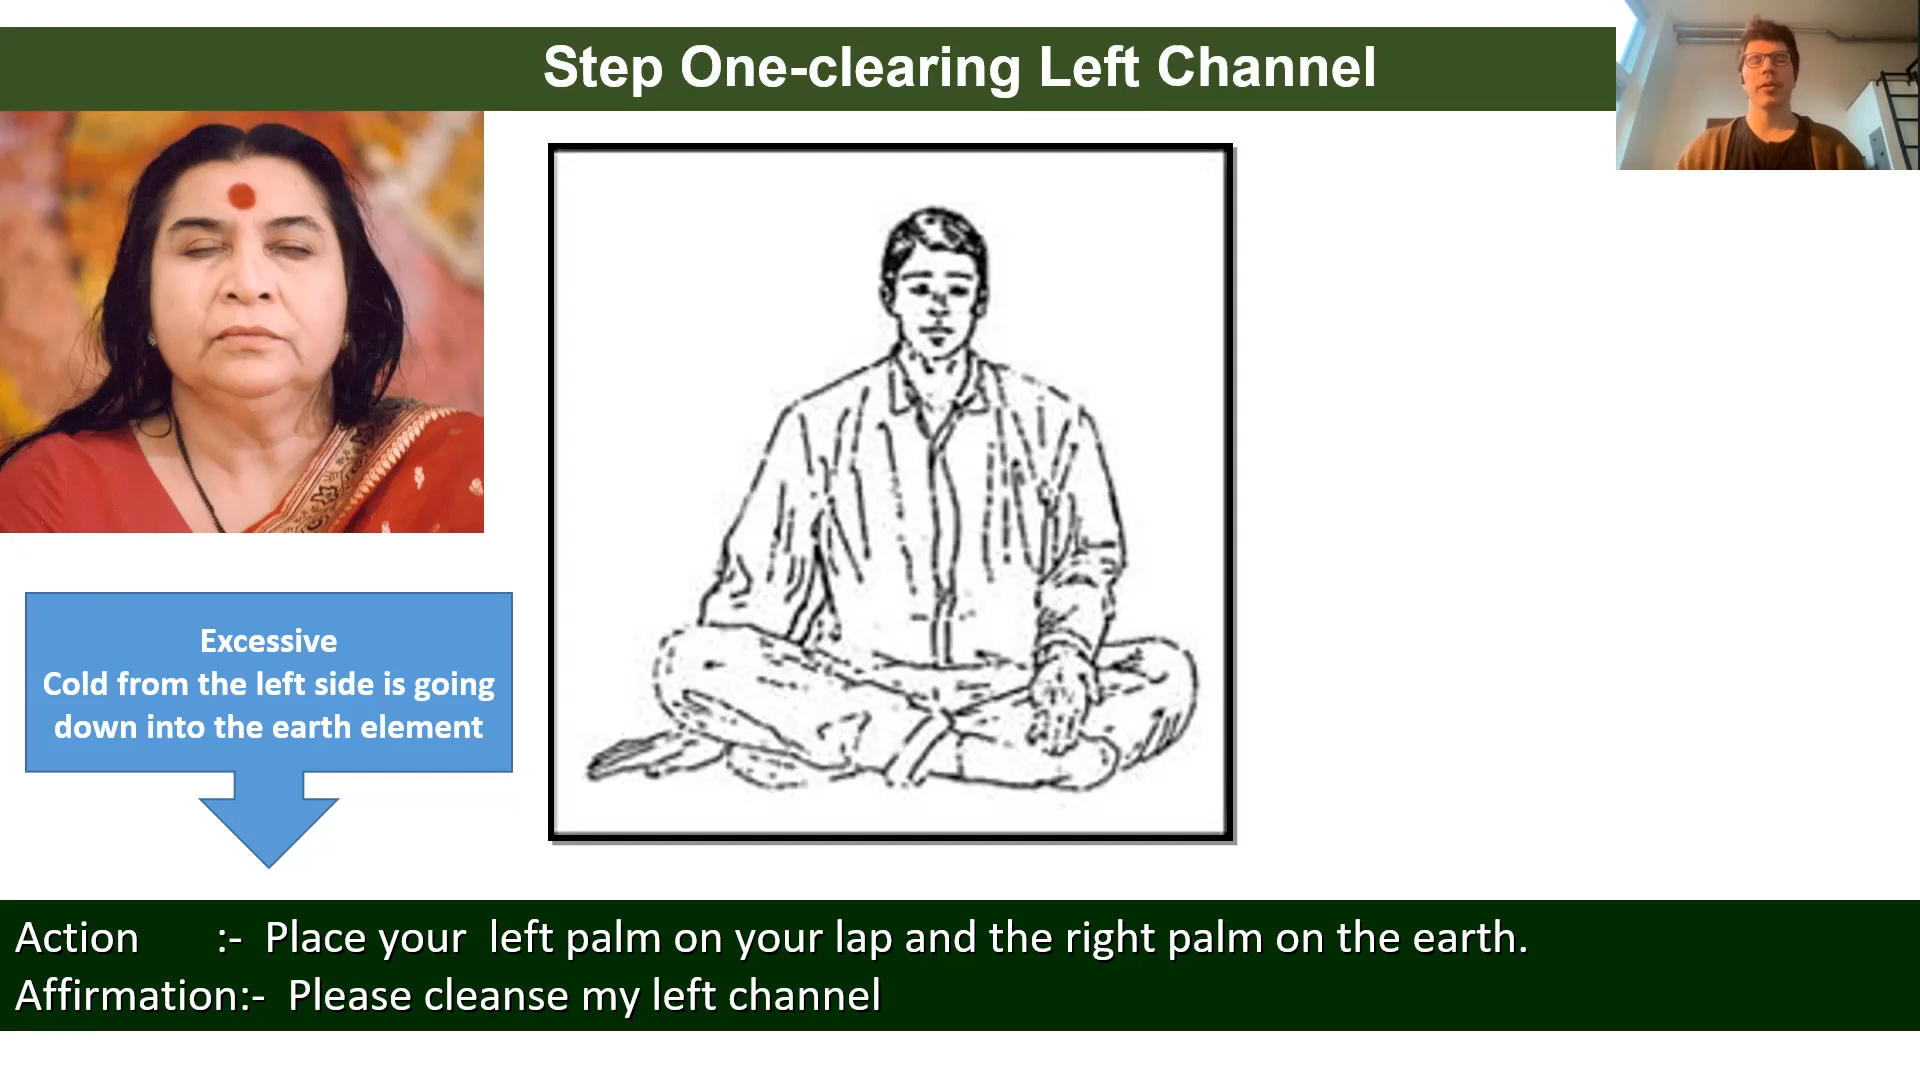 Step One-clearing Left Channel
Excessive
Cold from the left side is going
down into the earth element
Action :- Place your left palm on your lap and the right palm on the earth.
Affirmation:- Please cleanse my left channel